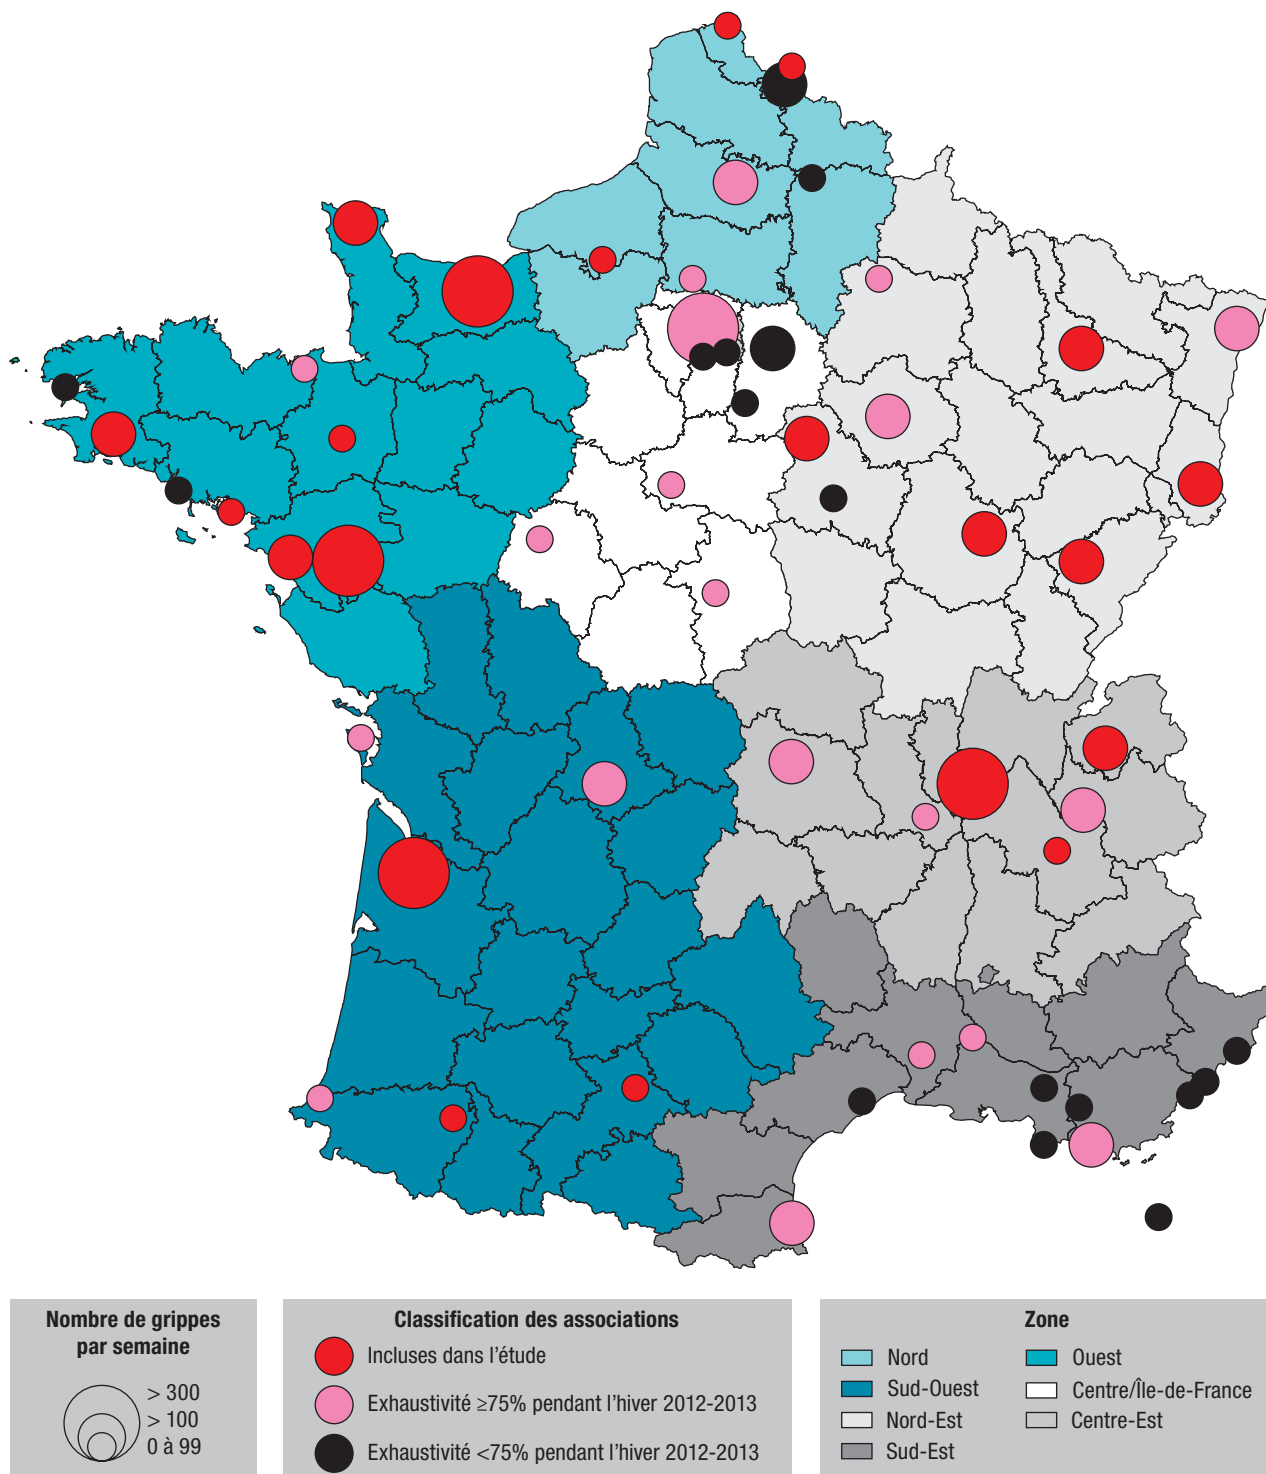 Nombre de grippes
par semaine
> 300
> 100
0 à 99
Classification des associations
Incluses dans l'étude
Exhaustivité ≥75% pendant l'hiver 2012-2013
Exhaustivité <75% pendant l'hiver 2012-2013
Zone
Nord
Sud-Ouest
Nord-Est
Sud-Est
Ouest
Centre/Île-de-France
Centre-Est